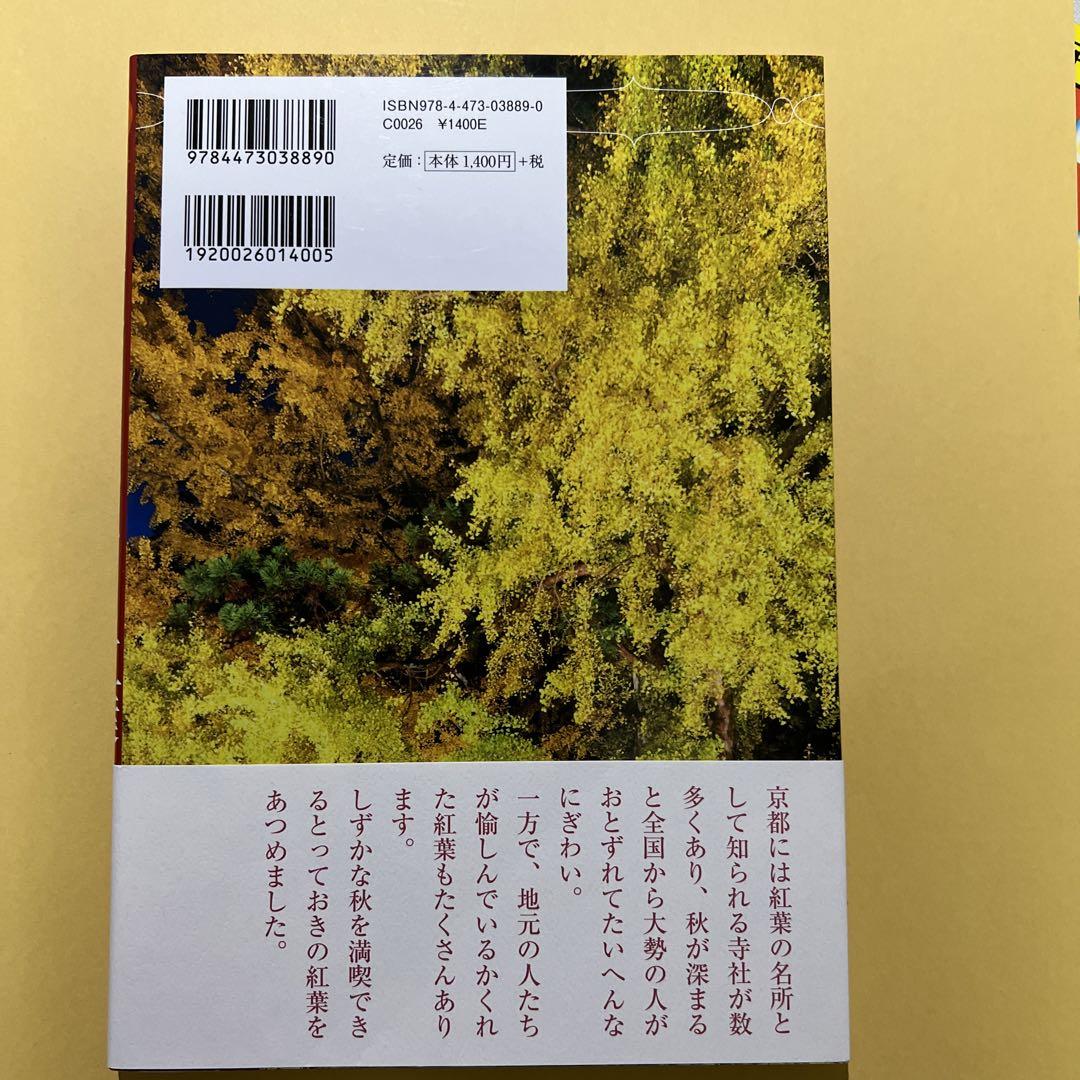 ISBN978-4-473-03889-0
C0026 ¥1400E
定価：本体1,400円+税
9784473038890
1920026014005
京都には紅葉の名所と
して知られる寺社が数
多くあり、秋が深まる
と全国から大勢の人が
おとずれてたいへんな
にぎわい。
一方で、地元の人たち
が愉しんでいるかくれ
た紅葉もたくさんあり
ます。
しずかな秋を満喫でき
るとっておきの紅葉を
あつめました。